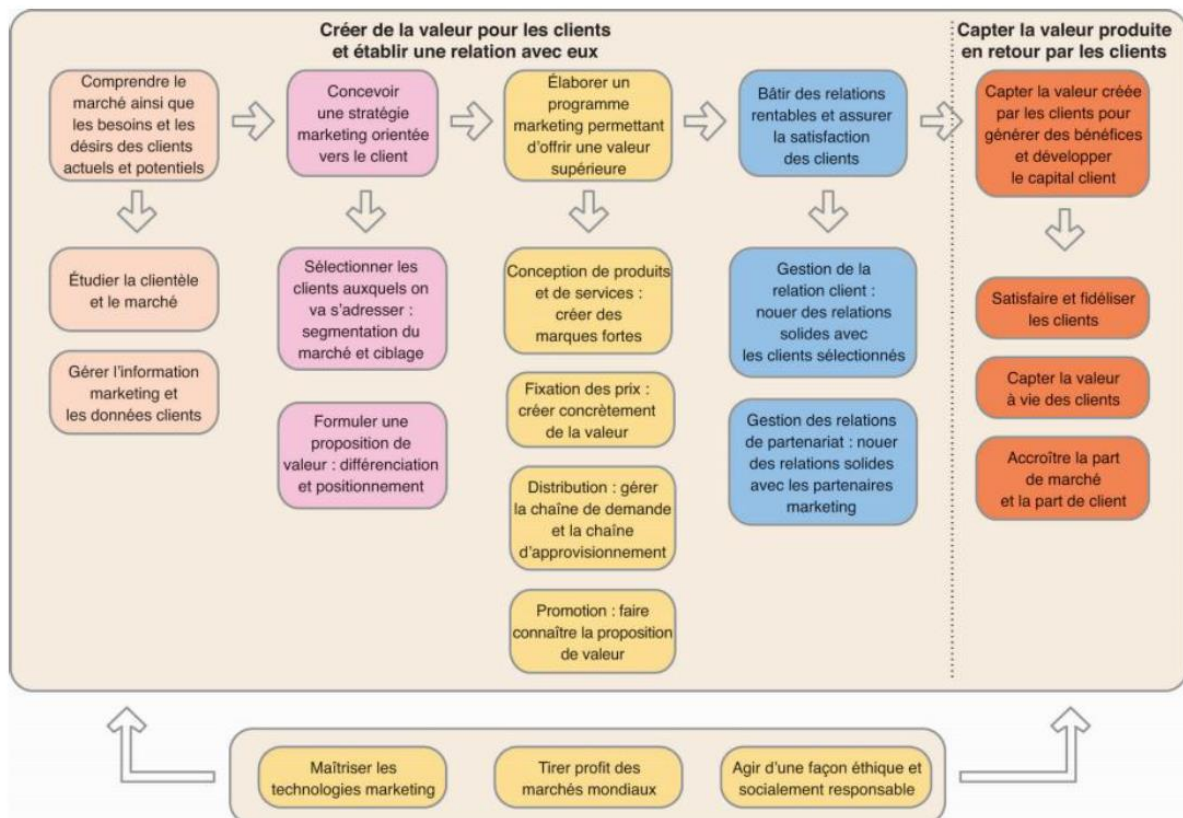 Créer de la valeur pour les clients
et établir une relation avec eux
Capter la valeur produite
en retour par les clients
Comprendre le
marché ainsi que
les besoins et les
désirs des clients
actuels et potentiels
Concevoir
une stratégie
marketing orientée
vers le client
Élaborer un
programme
marketing permettant
d'offrir une valeur
supérieure
Bâtir des relations
rentables et assurer
la satisfaction
des clients
Capter la valeur créée
par les clients pour
générer des bénéfices
et développer
le capital client
Étudier la clientèle
et le marché
Gérer l'information
marketing et
les données clients
Sélectionner les
clients auxquels on
va s'adresser :
segmentation du
marché et ciblage
Formuler une
proposition de
valeur : différenciation
et positionnement
Conception de produits
et de services :
créer des
marques fortes
Fixation des prix :
créer concrètement
de la valeur
Distribution : gérer
la chaîne de demande
et la chaîne
d'approvisionnement
Promotion : faire
connaître la proposition
de valeur
Gestion de la
relation client :
nouer des relations
solides avec
les clients sélectionnés
Gestion des relations
de partenariat : nouer
des relations solides
avec les partenaires
marketing
Satisfaire et fidéliser
les clients
Capter la valeur
à vie des clients
Accroître la part
de marché
et la part de client
Maîtriser les
technologies marketing
Tirer profit des
marchés mondiaux
Agir d'une façon éthique et
socialement responsable